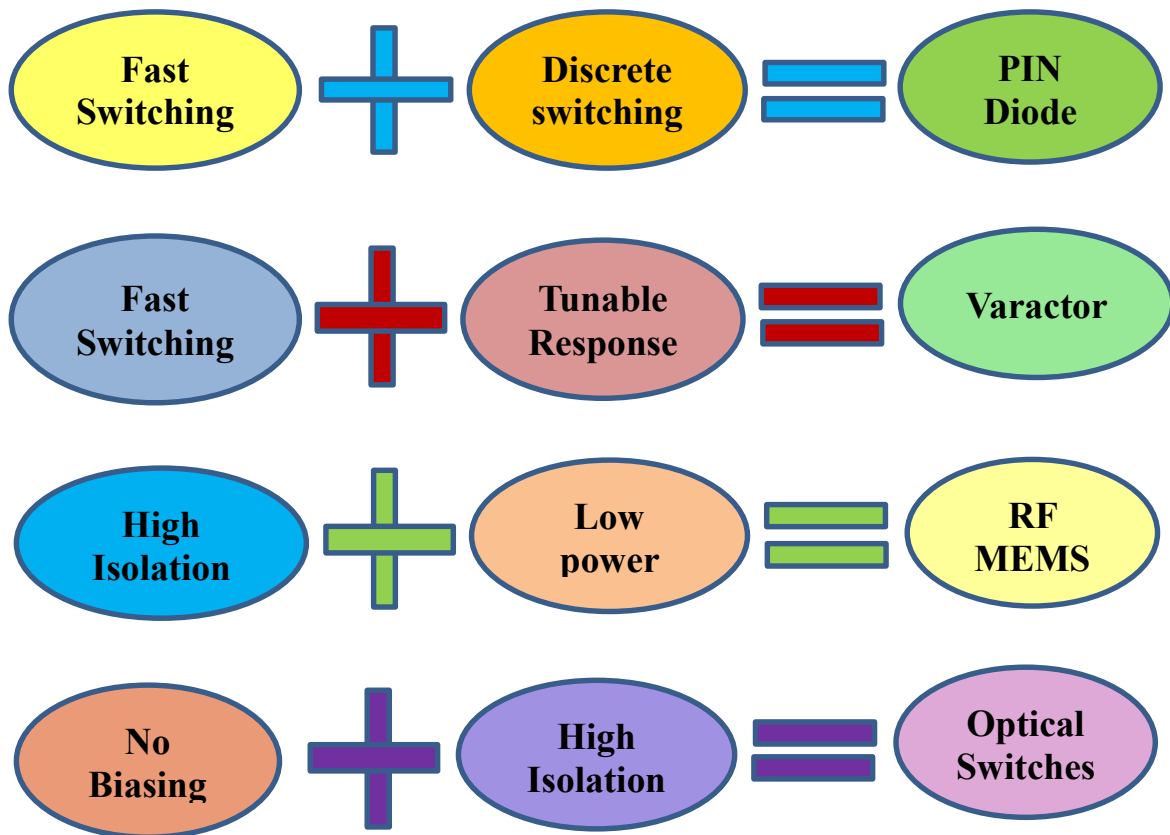 Fast
Switching
Discrete
switching
PIN
Diode
Fast
Switching
Tunable
Response
Varactor
High
Isolation
Low
power
RF
MEMS
No
Biasing
High
Isolation
Optical
Switches